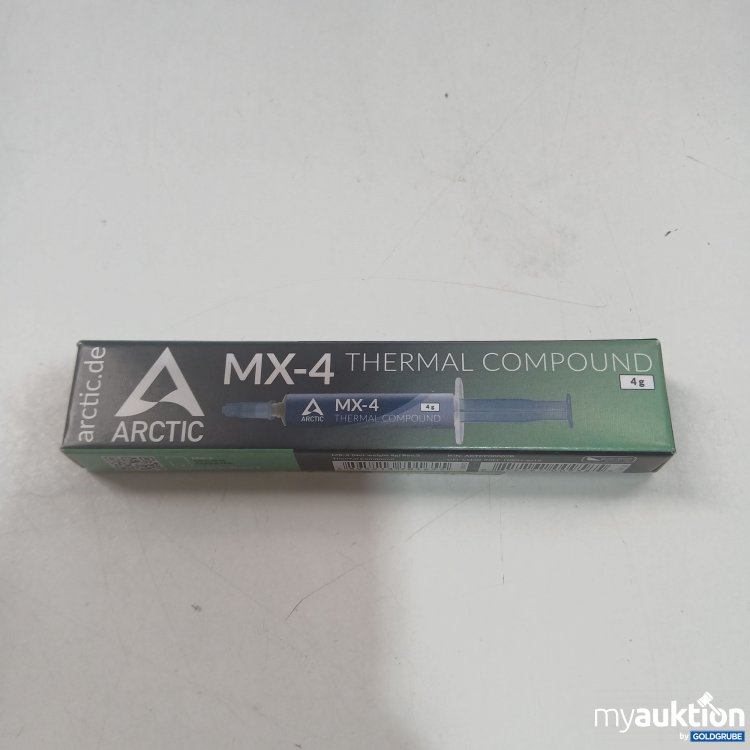 arctic.de
ARCTIC
MX-4 THERMAL COMPOUND
4g
ARCTIC
MX-4
4g
THERMAL COMPOUND
myauktion
by GOLDGRUBE